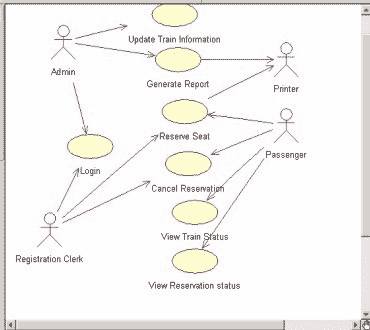 Update Train Information
Admin
Generate Report
Printer
Reserve Seat
Passenger
Login
Cancel Reservation
View Train Status
Registration Clerk
View Reservation status